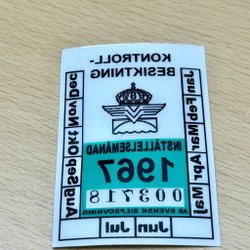 KONTROLL-
BESIKTNING
Jan Feb Mar Apr Maj
Jun Jul
Aug Sep Okt Nov Dec
INSTÄLLELSEMÅNAD
1967
003718
AB SVENSK BILPROVNING